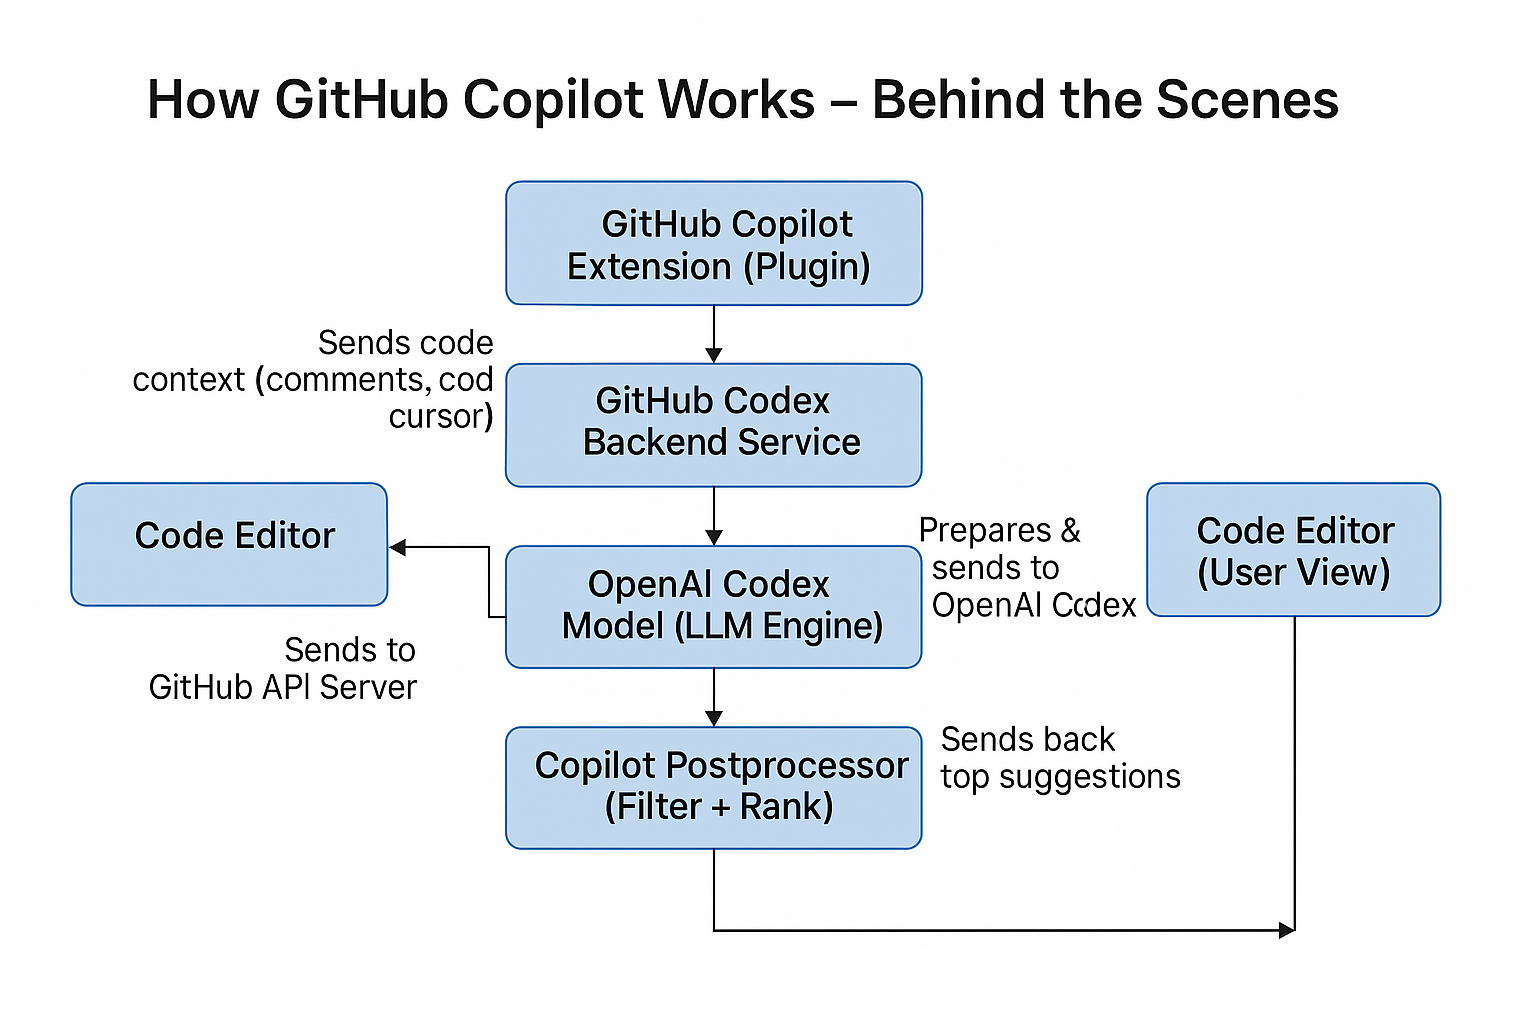 How GitHub Copilot Works – Behind the Scenes
GitHub Copilot
Extension (Plugin)
Sends code
context (comments, cod
cursor)
GitHub Codex
Backend Service
Code Editor
OpenAI Codex
Model (LLM Engine)
Prepares &
sends to
OpenAI Codex
Code Editor
(User View)
Sends to
GitHub API Server
Copilot Postprocessor
(Filter + Rank)
Sends back
top suggestions